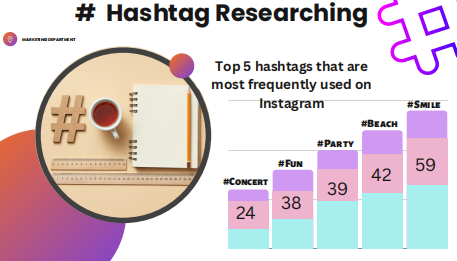 # Hashtag Researching
MARKETING DEPARTMENT
Top 5 hashtags that are
most frequently used on
Instagram
#SMILE
#BEACH
#PARTY
#FUN
#CONCERT
24
38
39
42
59